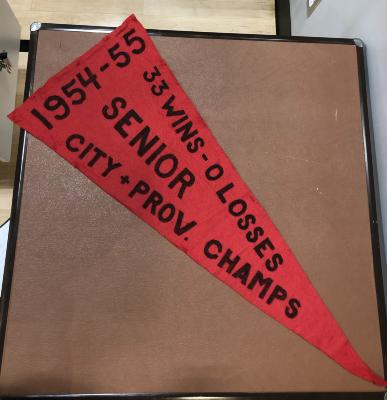 1954-55
33 WINS - 0 LOSSES
SENIOR
CITY + PROV. CHAMPS